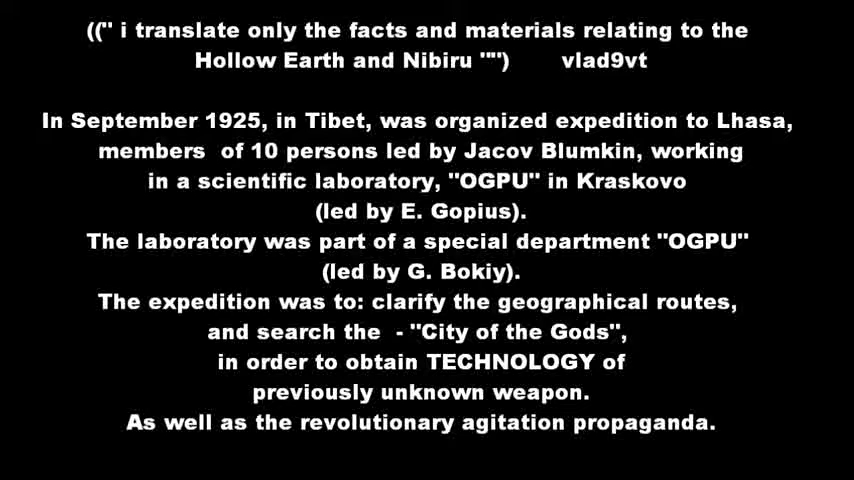 ((" i translate only the facts and materials relating to the
Hollow Earth and Nibiru """) vlad9vt
In September 1925, in Tibet, was organized expedition to Lhasa,
members of 10 persons led by Jacov Blumkin, working
in a scientific laboratory, "OGPU" in Kraskovo
(led by E. Gopius).
The laboratory was part of a special department "OGPU"
(led by G. Bokiy).
The expedition was to: clarify the geographical routes,
and search the - "City of the Gods",
in order to obtain TECHNOLOGY of
previously unknown weapon.
As well as the revolutionary agitation propaganda.